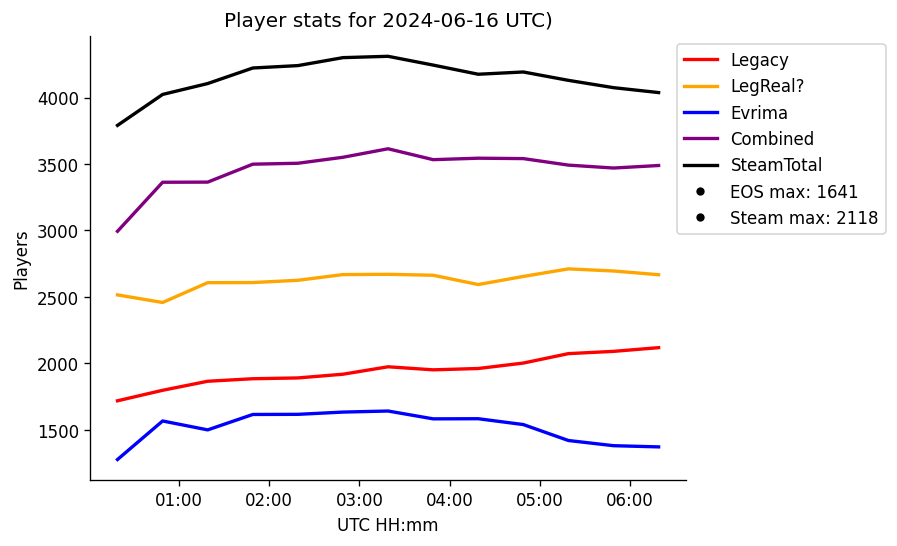 Player stats for 2024-06-16 UTC)
Players
4000
3500
3000
2500
2000
1500
01:00 02:00 03:00 04:00 05:00 06:00
UTC HH:mm
Legacy
LegReal?
Evrima
Combined
SteamTotal
EOS max: 1641
Steam max: 2118